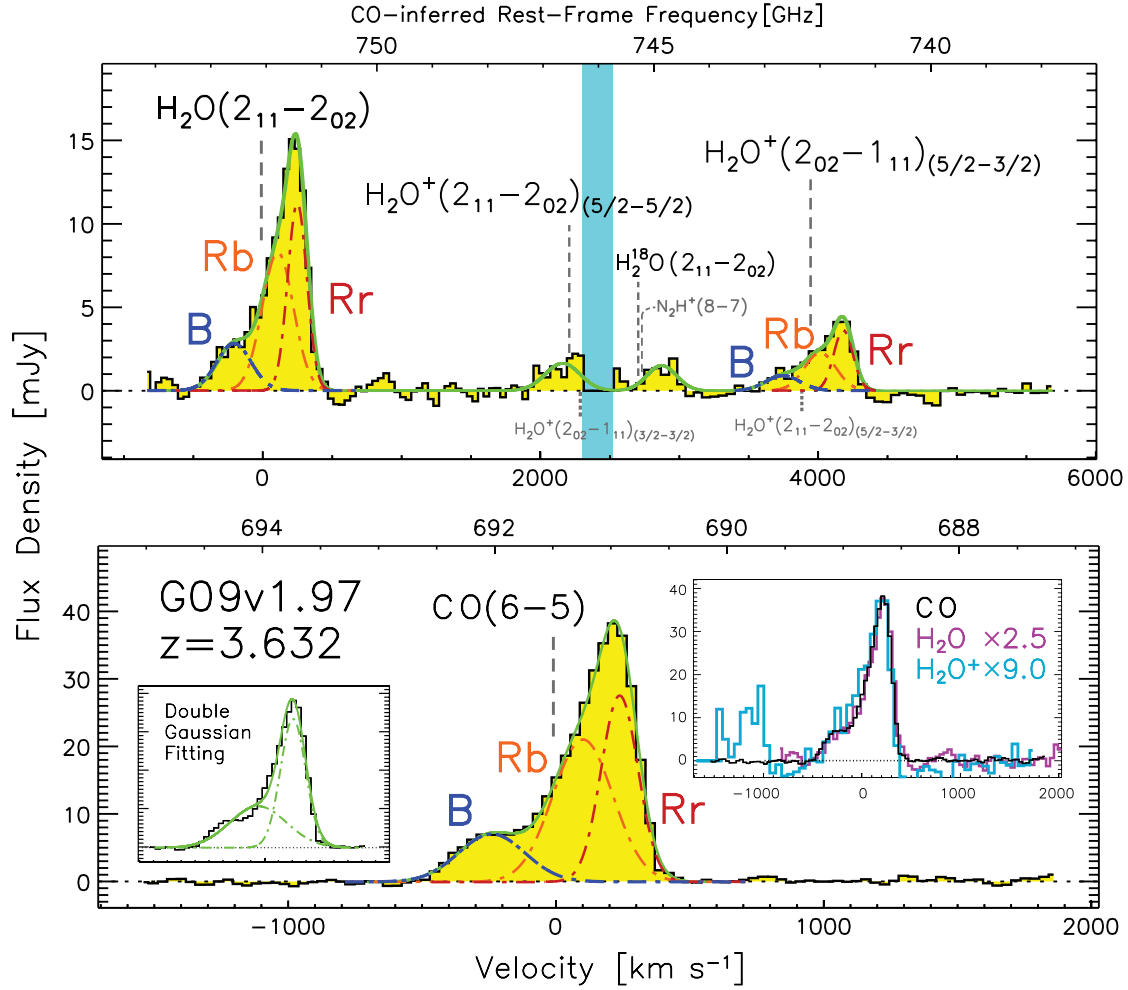 CO-inferred Rest-Frame Frequency[GHz]
750 745 740
H₂O(2₁₁-2₀₂)
H₂O⁺(2₀₂-1₁₁)₍₅/₂₋₃/₂₎
H₂O⁺(2₁₁-2₀₂)₍₅/₂₋₅/₂₎
H₂¹⁸O(2₁₁-2₀₂)
N₂H⁺(8-7)
B Rb Rr
B Rb Rr
H₂O⁺(2₀₂-1₁₁)₍₃/₂₋₃/₂₎
H₂O⁺(2₁₁-2₀₂)₍₅/₂₋₃/₂₎
15
10
5
0
0 2000 4000 6000
Flux Density [mJy]
694 692 690 688
G09v1.97
z=3.632
CO(6-5)
B Rb Rr
Double
Gaussian
Fitting
CO
H₂O ×2.5
H₂O⁺×9.0
40
30
20
10
0
-1000 0 1000 2000
40
30
20
10
0
-1000 0 1000 2000
Velocity [km s⁻¹]